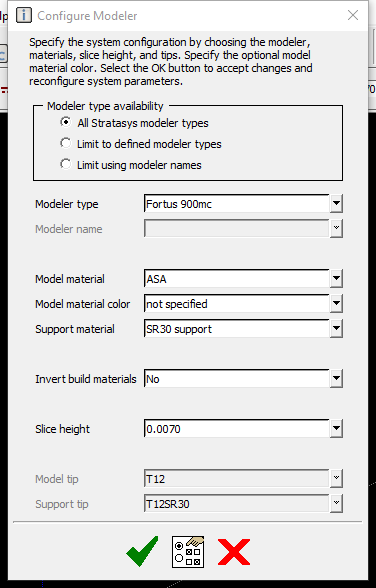 Configure Modeler
Specify the system configuration by choosing the modeler,
materials, slice height, and tips. Specify the optional model
material color. Select the OK button to accept changes and
reconfigure system parameters.
Modeler type availability
All Stratasys modeler types
Limit to defined modeler types
Limit using modeler names
Modeler type Fortus 900mc
Modeler name
Model material ASA
Model material color not specified
Support material SR30 support
Invert build materials No
Slice height 0.0070
Model tip T12
Support tip T12SR30